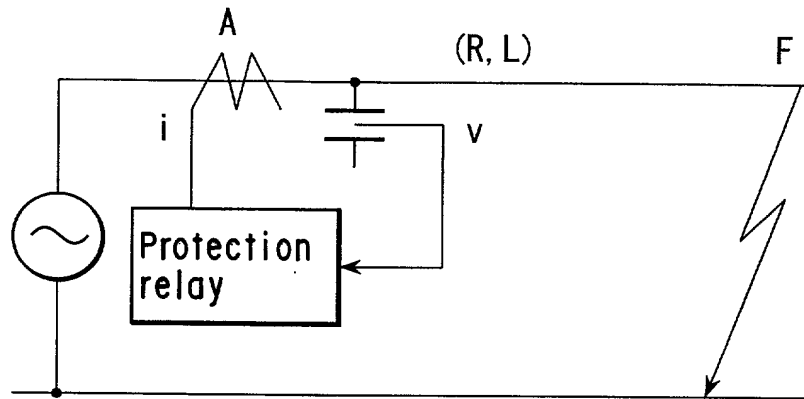 A
(R, L)
F
i
v
Protection
relay